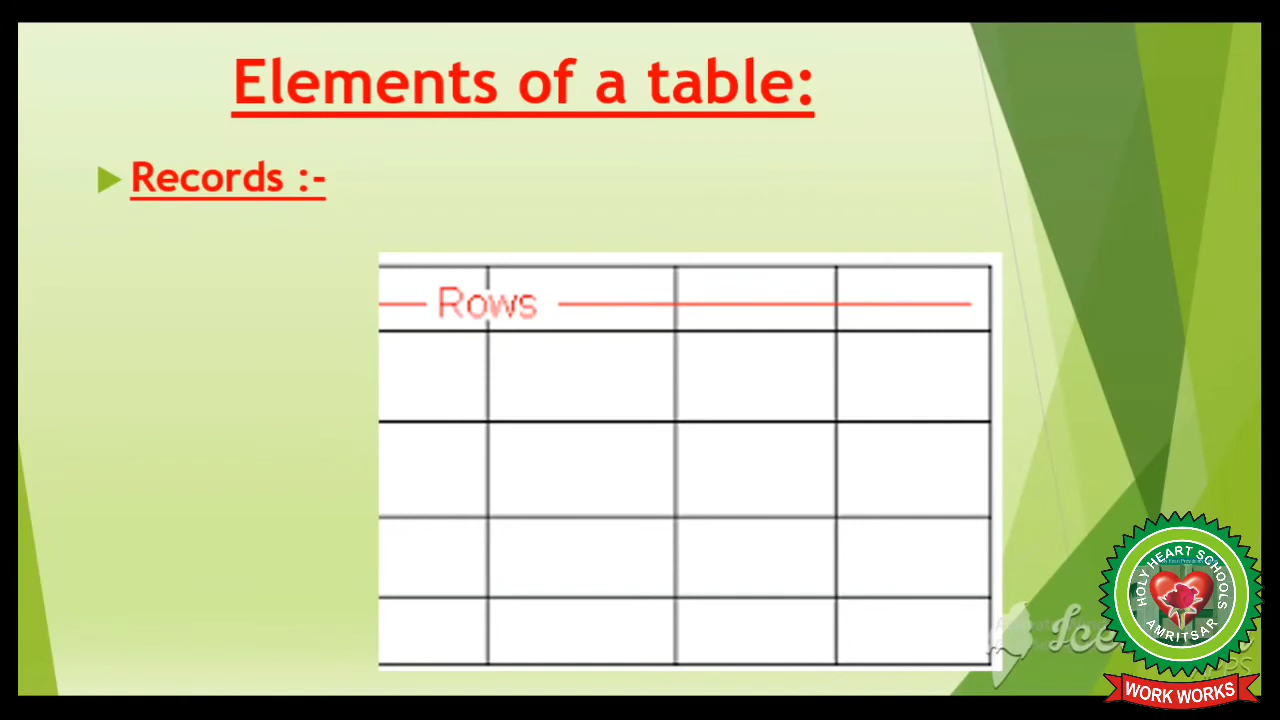 Elements of a table:
Records :-
Rows
HOLY HEART SCHOOLS
AMRITSAR
WORK WORKS